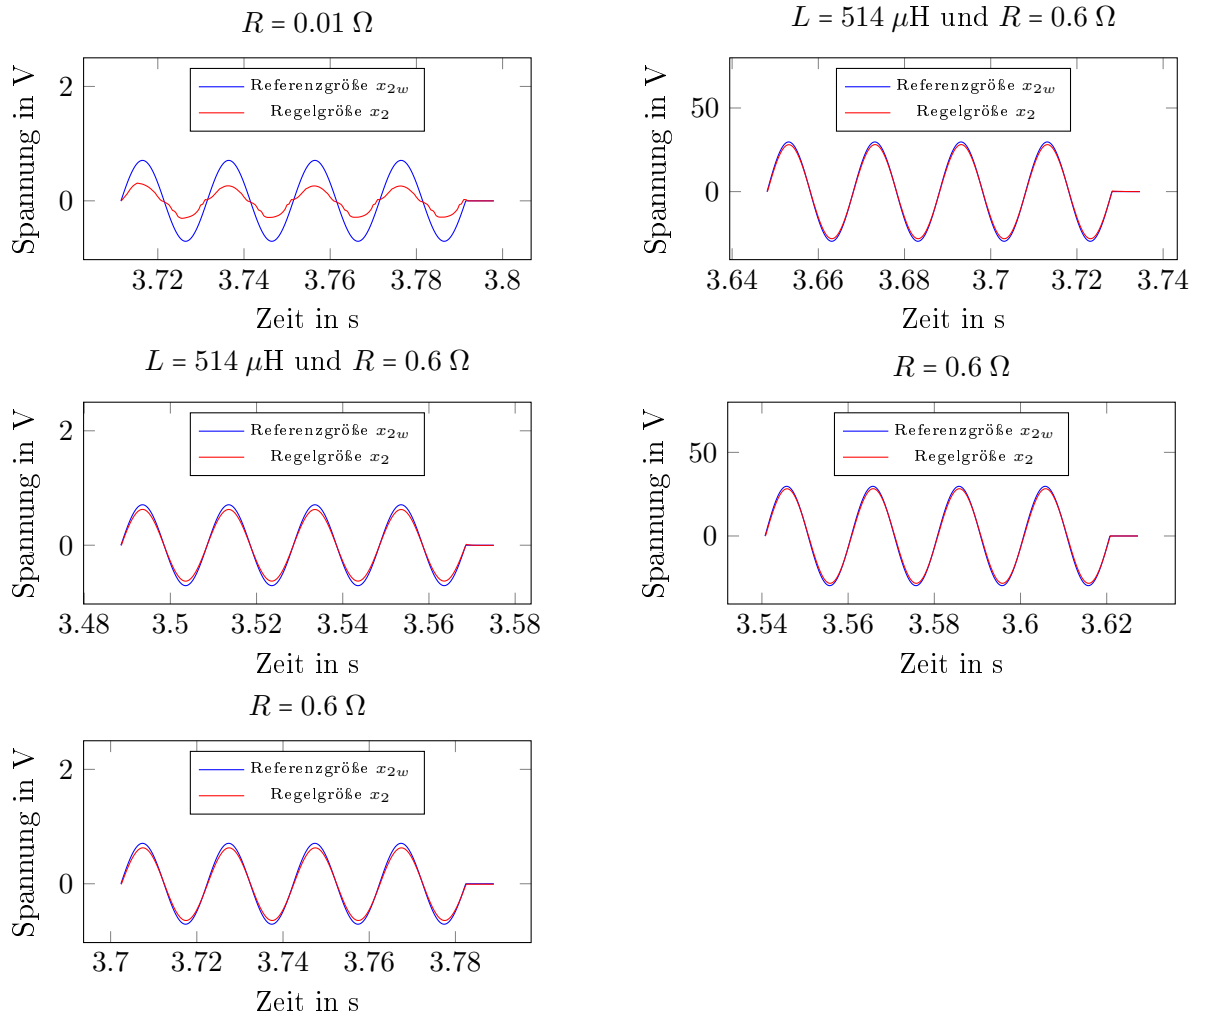 R = 0.01 Ω
Spannung in V
2
0
Referenzgröße x2w
Regelgröße x2
3.72 3.74 3.76 3.78 3.8
Zeit in s
L = 514 μH und R = 0.6 Ω
Spannung in V
50
0
Referenzgröße x2w
Regelgröße x2
3.64 3.66 3.68 3.7 3.72 3.74
Zeit in s
L = 514 μH und R = 0.6 Ω
Spannung in V
2
0
Referenzgröße x2w
Regelgröße x2
3.48 3.5 3.52 3.54 3.56 3.58
Zeit in s
R = 0.6 Ω
Spannung in V
50
0
Referenzgröße x2w
Regelgröße x2
3.54 3.56 3.58 3.6 3.62
Zeit in s
R = 0.6 Ω
Spannung in V
2
0
Referenzgröße x2w
Regelgröße x2
3.7 3.72 3.74 3.76 3.78
Zeit in s